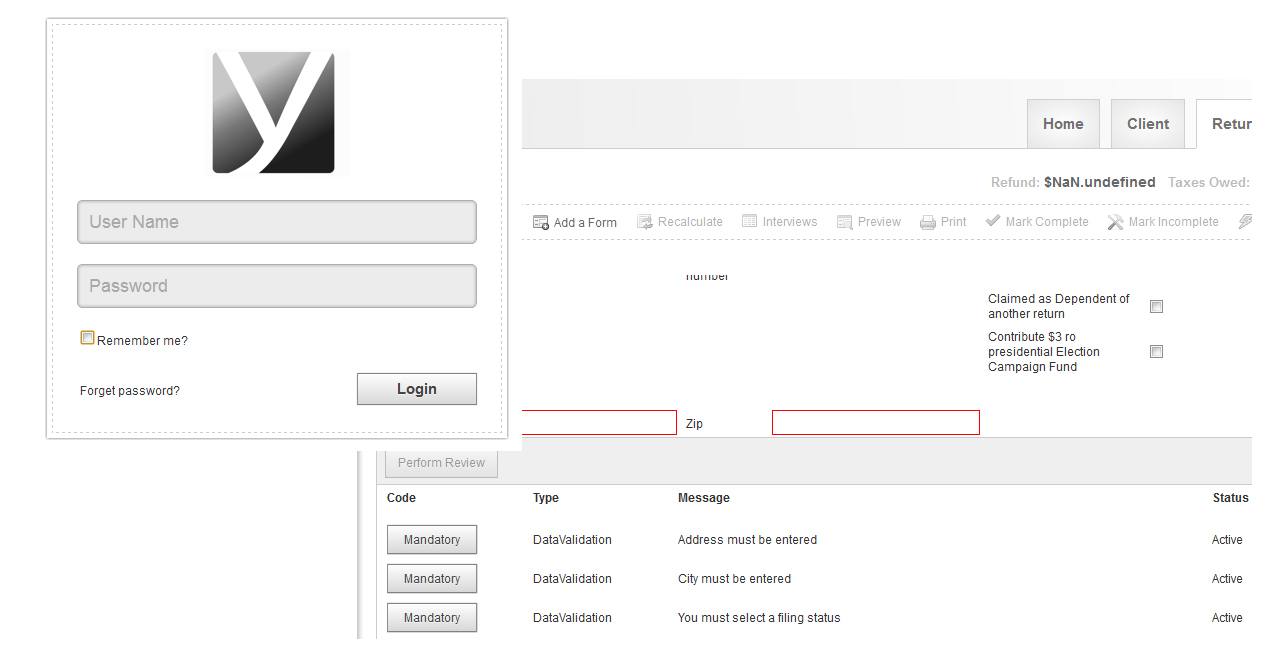 y
User Name
Password
Remember me?
Forget password?
Login
Home Client Retur
Refund: $NaN.undefined Taxes Owed:
Add a Form Recalculate Interviews Preview Print Mark Complete Mark Incomplete
number
Claimed as Dependent of
another return
Contribute $3 ro
presidential Election
Campaign Fund
Zip
Perform Review
Code Type Message Status
Mandatory DataValidation Address must be entered Active
Mandatory DataValidation City must be entered Active
Mandatory DataValidation You must select a filing status Active